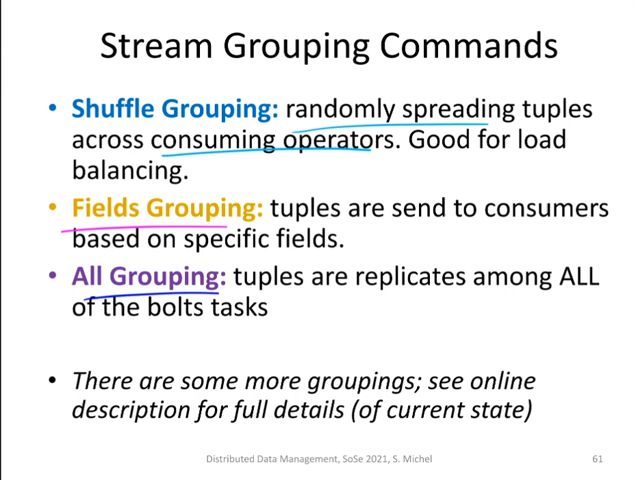 Stream Grouping Commands
• Shuffle Grouping: randomly spreading tuples
across consuming operators. Good for load
balancing.
• Fields Grouping: tuples are send to consumers
based on specific fields.
• All Grouping: tuples are replicates among ALL
of the bolts tasks
• There are some more groupings; see online
description for full details (of current state)
Distributed Data Management, SoSe 2021, S. Michel
61